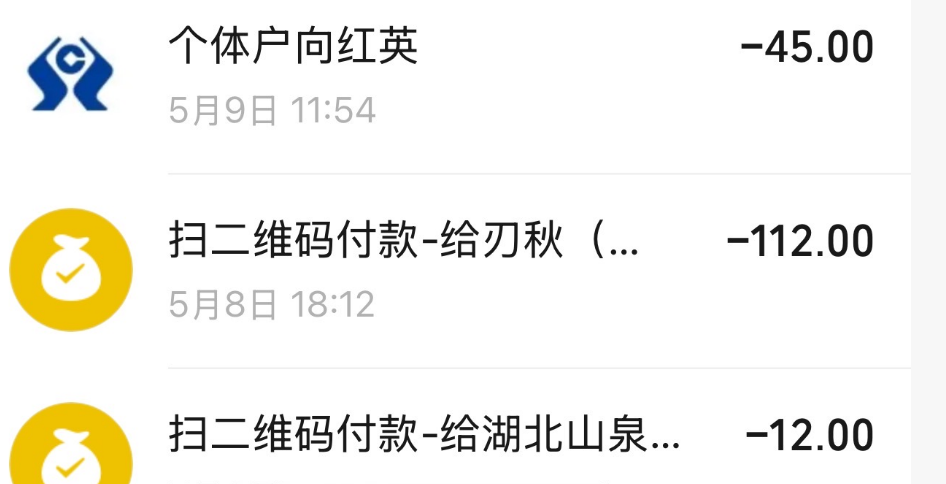 个体户向红英 -45.00
5月9日 11:54
扫二维码付款-给刃秋（... -112.00
5月8日 18:12
扫二维码付款-给湖北山泉... -12.00